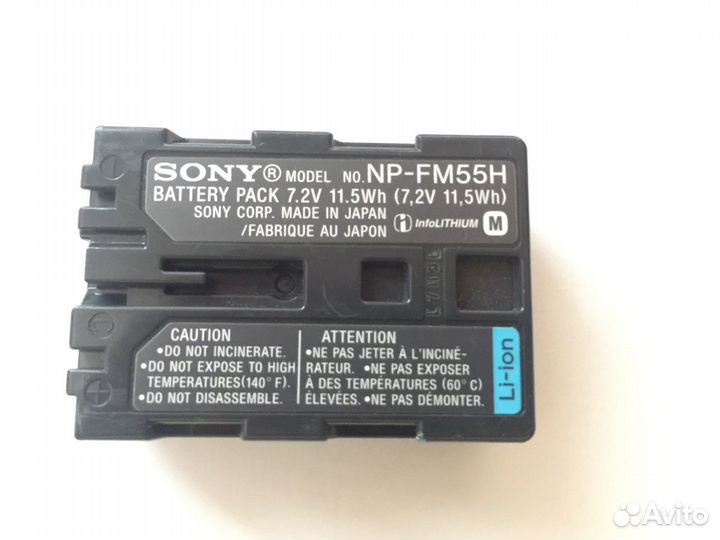 SONY® MODEL NO. NP-FM55H
BATTERY PACK 7.2V 11.5Wh (7,2V 11,5Wh)
SONY CORP. MADE IN JAPAN
/FABRIQUE AU JAPON
i InfoLITHIUM M
C
+
CAUTION
•DO NOT INCINERATE.
•DO NOT EXPOSE TO HIGH
TEMPERATURES(140°F).
•DO NOT DISASSEMBLE.
ATTENTION
•NE PAS JETER À L'INCINÉ-
RATEUR. •NE PAS EXPOSER
À DES TEMPÉRATURES (60°C)
ÉLEVÉES. •NE PAS DÉMONTER.
Li-ion
Avito